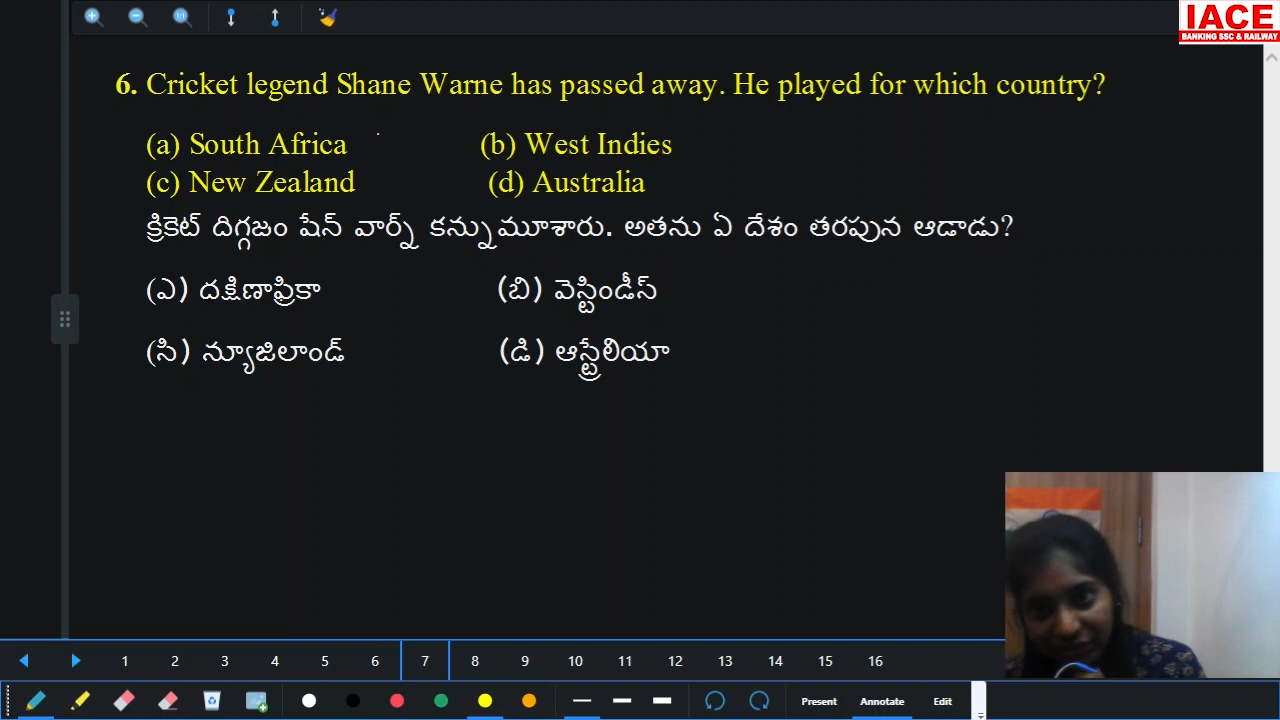 IACE
BANKING SSC & RAILWAY
6. Cricket legend Shane Warne has passed away. He played for which country?
(a) South Africa (b) West Indies
(c) New Zealand (d) Australia
క్రికెట్ దిగ్గజం షేన్ వార్న్ కన్నుమూశారు. అతను ఏ దేశం తరపున ఆడాడు?
(ఎ) దక్షిణాఫ్రికా (బి) వెస్టిండీస్
(సి) న్యూజిలాండ్ (డి) ఆస్ట్రేలియా
1 2 3 4 5 6 7 8 9 10 11 12 13 14 15 16
Present Annotate Edit